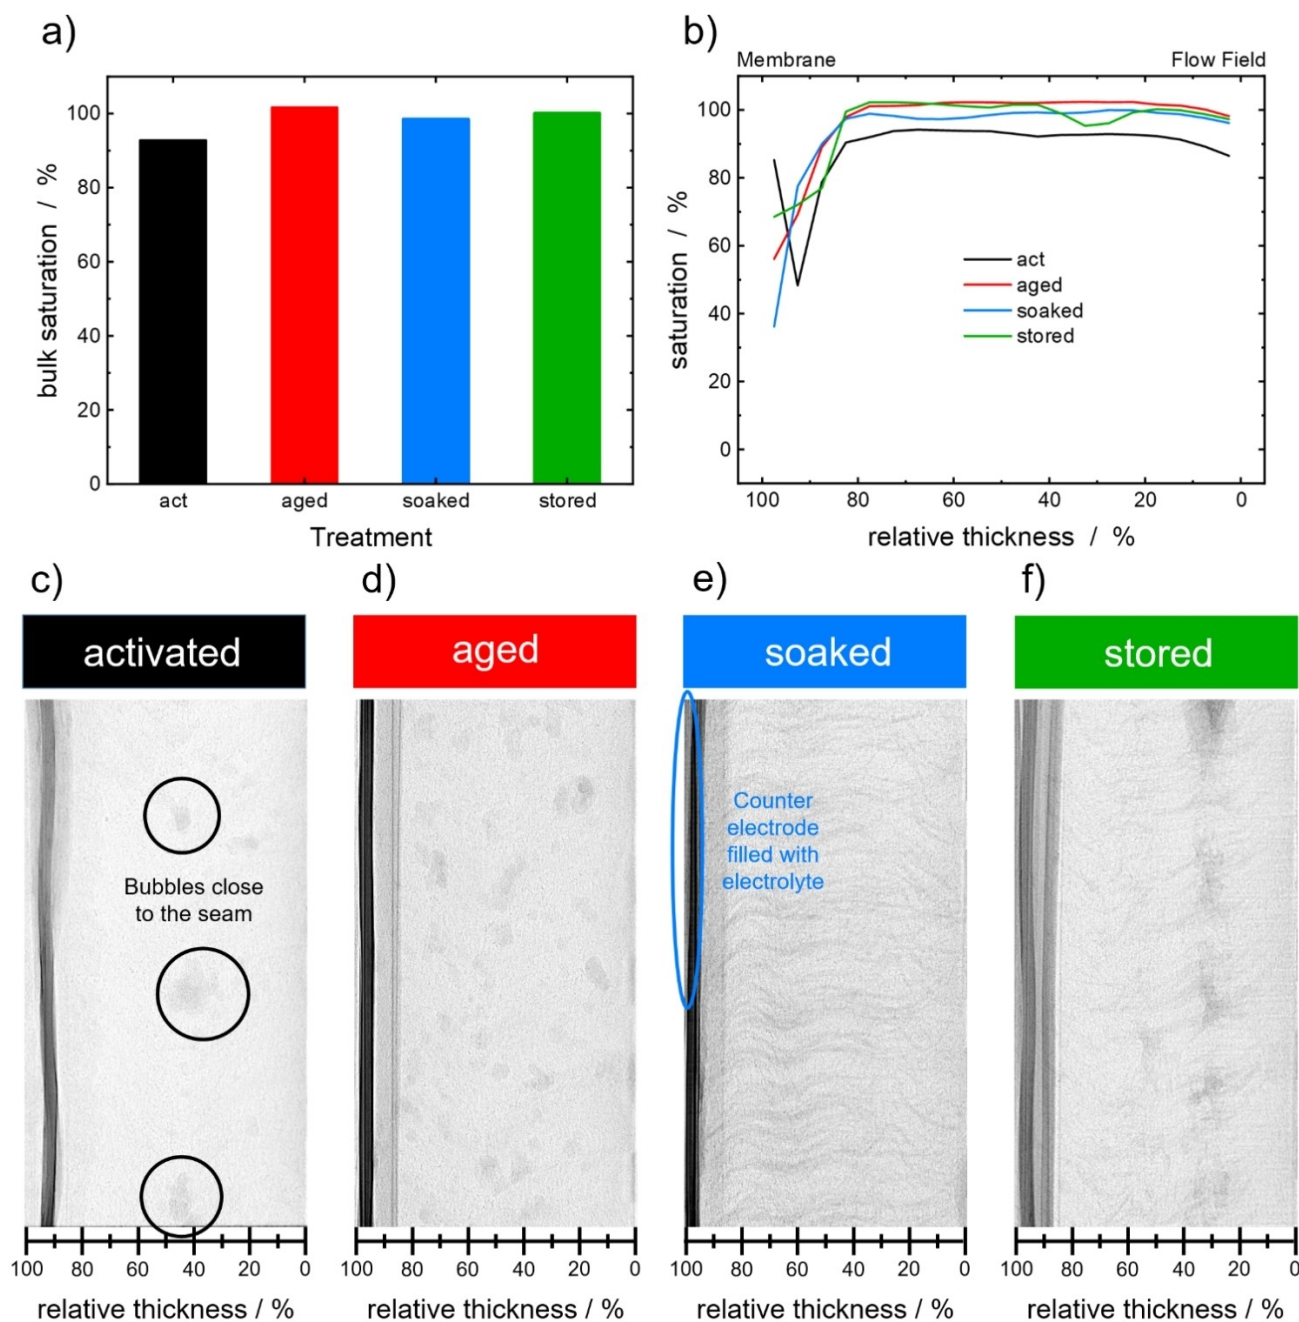 a)
bulk saturation / %
100
80
60
40
20
0
act aged soaked stored
Treatment
b)
Membrane Flow Field
saturation / %
100
80
60
40
20
0
act
aged
soaked
stored
100 80 60 40 20 0
relative thickness / %
c)
activated
Bubbles close
to the seam
100 80 60 40 20 0
relative thickness / %
d)
aged
100 80 60 40 20 0
relative thickness / %
e)
soaked
Counter
electrode
filled with
electrolyte
100 80 60 40 20 0
relative thickness / %
f)
stored
100 80 60 40 20 0
relative thickness / %